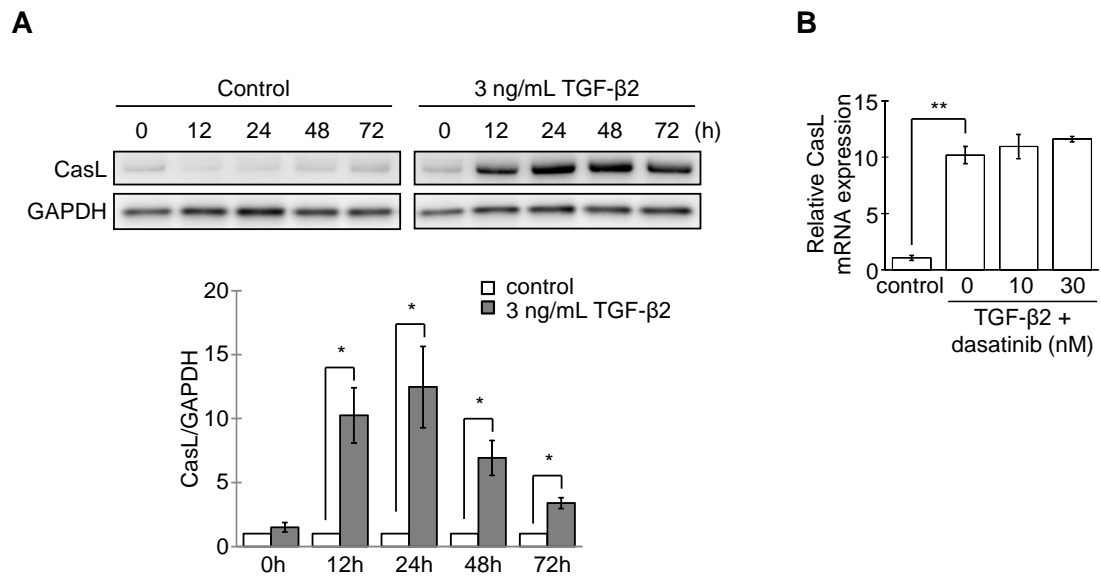 A
Control
3 ng/mL TGF-β2
0 12 24 48 72
0 12 24 48 72 (h)
CasL
GAPDH
CasL/GAPDH
20
15
10
5
0
control
3 ng/mL TGF-β2
*
*
*
*
0h 12h 24h 48h 72h
B
Relative CasL
mRNA expression
15
10
5
0
**
control 0 10 30
TGF-β2 +
dasatinib (nM)